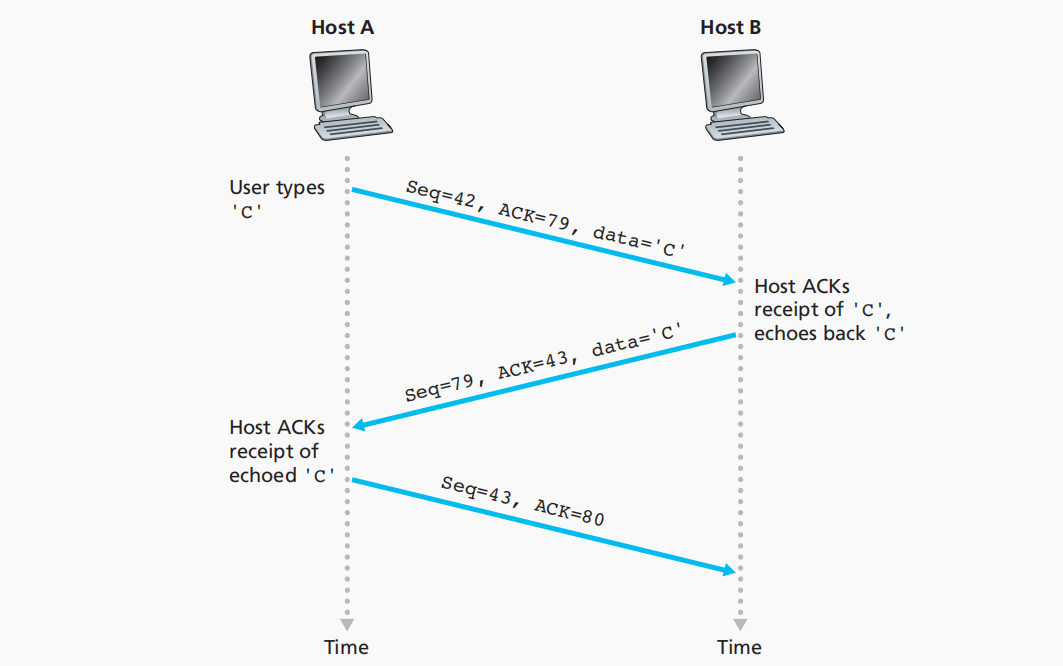 Host A
Host B
User types
'C'
Seq=42, ACK=79, data='C'
Host ACKs
receipt of 'C',
echoes back 'C'
Seq=79, ACK=43, data='C'
Host ACKs
receipt of
echoed 'C'
Seq=43, ACK=80
Time
Time